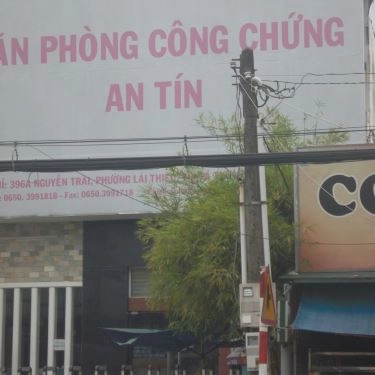 ĂN PHÒNG CÔNG CHỨNG
AN TÍN
CO
Ỉ: 396A NGUYỄN TRÃI, PHƯỜNG LÁI THIÊU
: 0650. 3991818 - Fax: 0650.3991718